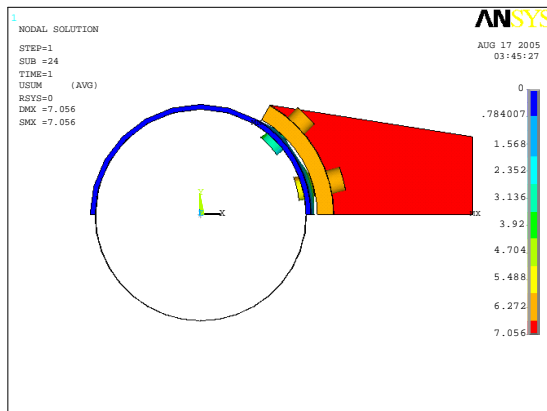 1
ANSYS
NODAL SOLUTION
AUG 17 2005
03:45:27
STEP=1
SUB =24
TIME=1
USUM (AVG)
RSYS=0
DMX =7.056
SMX =7.056
0
.784007
1.568
2.352
3.136
3.92
4.704
5.488
6.272
7.056
Y
X
MX